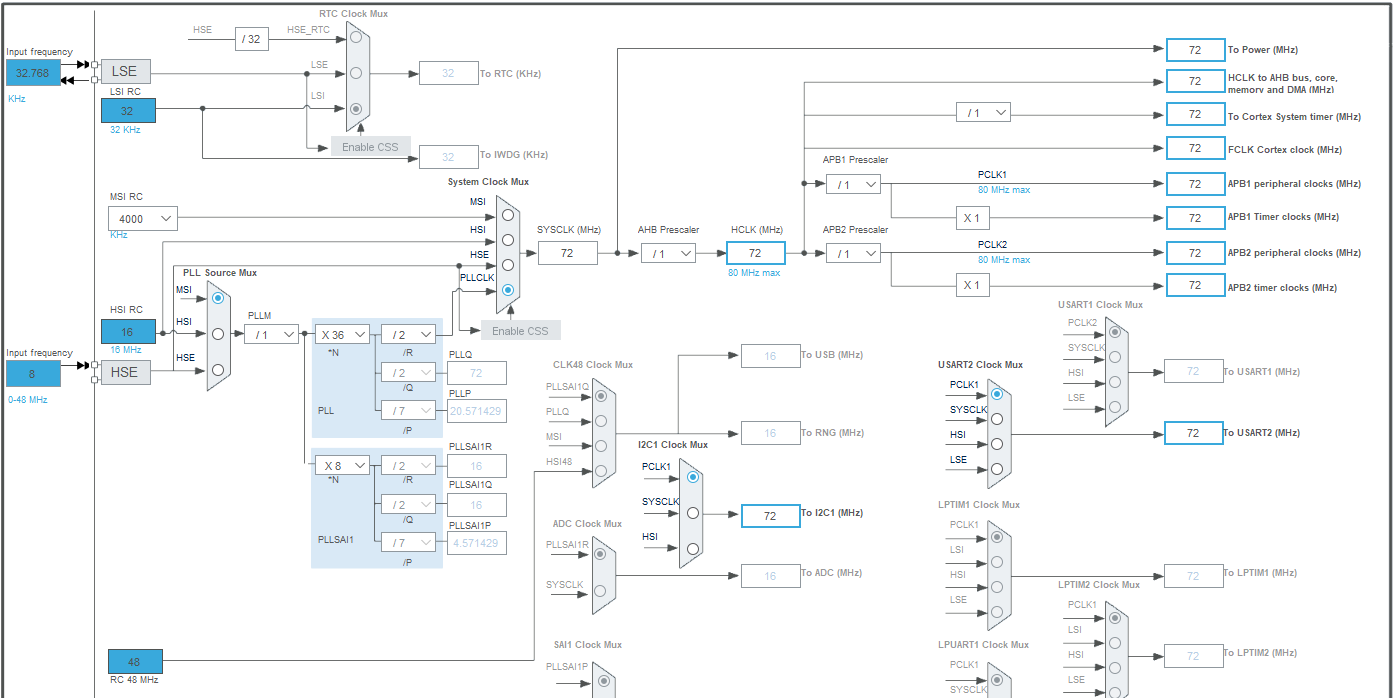 RTC Clock Mux
HSE
/ 32
HSE_RTC
Input frequency
32.768
KHz
LSE
LSE
32
To RTC (KHz)
LSI RC
32
32 KHz
LSI
Enable CSS
32
To IWDG (KHz)
System Clock Mux
MSI RC
4000
KHz
MSI
HSI
HSE
PLLCLK
SYSCLK (MHz)
72
AHB Prescaler
/ 1
HCLK (MHz)
72
80 MHz max
Enable CSS
72
To Power (MHz)
72
HCLK to AHB bus, core,
memory and DMA (MHz)
/ 1
72
To Cortex System timer (MHz)
72
FCLK Cortex clock (MHz)
APB1 Prescaler
/ 1
PCLK1
80 MHz max
72
APB1 peripheral clocks (MHz)
X 1
72
APB1 Timer clocks (MHz)
APB2 Prescaler
/ 1
PCLK2
80 MHz max
72
APB2 peripheral clocks (MHz)
X 1
72
APB2 timer clocks (MHz)
PLL Source Mux
MSI
HSI
HSE
HSI RC
16
16 MHz
Input frequency
8
0-48 MHz
HSE
PLLM
/ 1
X 36
*N
/ 2
/R
PLLQ
/ 2
72
/Q
PLLP
PLL
/ 7
20.571429
/P
PLLSAI1R
X 8
*N
/ 2
16
/R
PLLSAI1Q
/ 2
16
/Q
PLLSAI1P
PLLSAI1
/ 7
4.571429
/P
CLK48 Clock Mux
PLLSAI1Q
PLLQ
MSI
HSI48
16
To USB (MHz)
16
To RNG (MHz)
I2C1 Clock Mux
PCLK1
SYSCLK
HSI
72
To I2C1 (MHz)
ADC Clock Mux
PLLSAI1R
SYSCLK
16
To ADC (MHz)
SAI1 Clock Mux
PLLSAI1P
48
RC 48 MHz
USART1 Clock Mux
PCLK2
SYSCLK
HSI
LSE
72
To USART1 (MHz)
USART2 Clock Mux
PCLK1
SYSCLK
HSI
LSE
72
To USART2 (MHz)
LPTIM1 Clock Mux
PCLK1
LSI
HSI
LSE
72
To LPTIM1 (MHz)
LPTIM2 Clock Mux
PCLK1
LSI
HSI
LSE
72
To LPTIM2 (MHz)
LPUART1 Clock Mux
PCLK1
SYSCLK